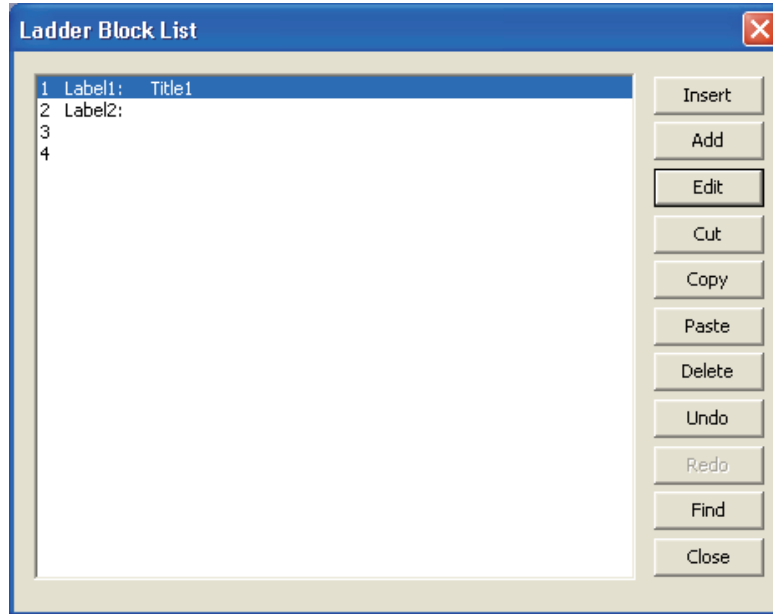 Ladder Block List
1 Label1: Title1
2 Label2:
3
4
Insert
Add
Edit
Cut
Copy
Paste
Delete
Undo
Redo
Find
Close